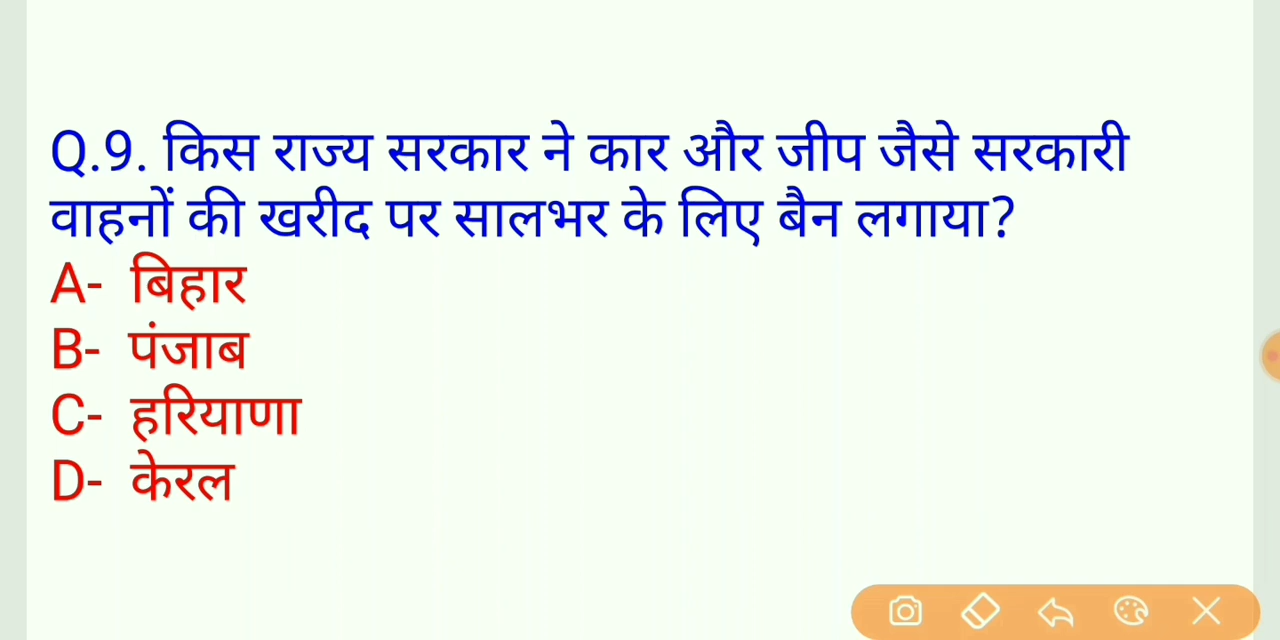 Q.9. किस राज्य सरकार ने कार और जीप जैसे सरकारी
वाहनों की खरीद पर सालभर के लिए बैन लगाया?
A- बिहार
B- पंजाब
C- हरियाणा
D- केरल